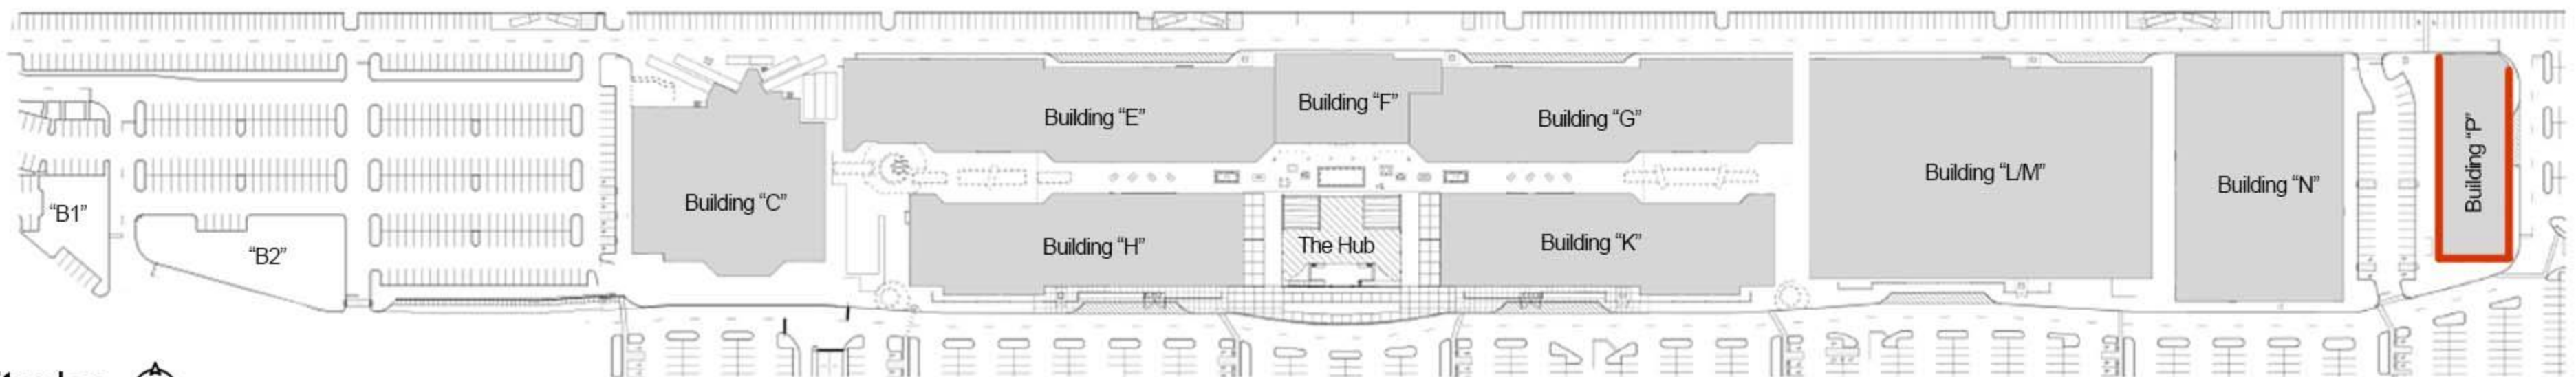 Building “E”
Building “F”
Building “G”
Building “P”
Building “L/M”
Building “N”
Building “C”
“B1”
“B2”
Building “H”
The Hub
Building “K”